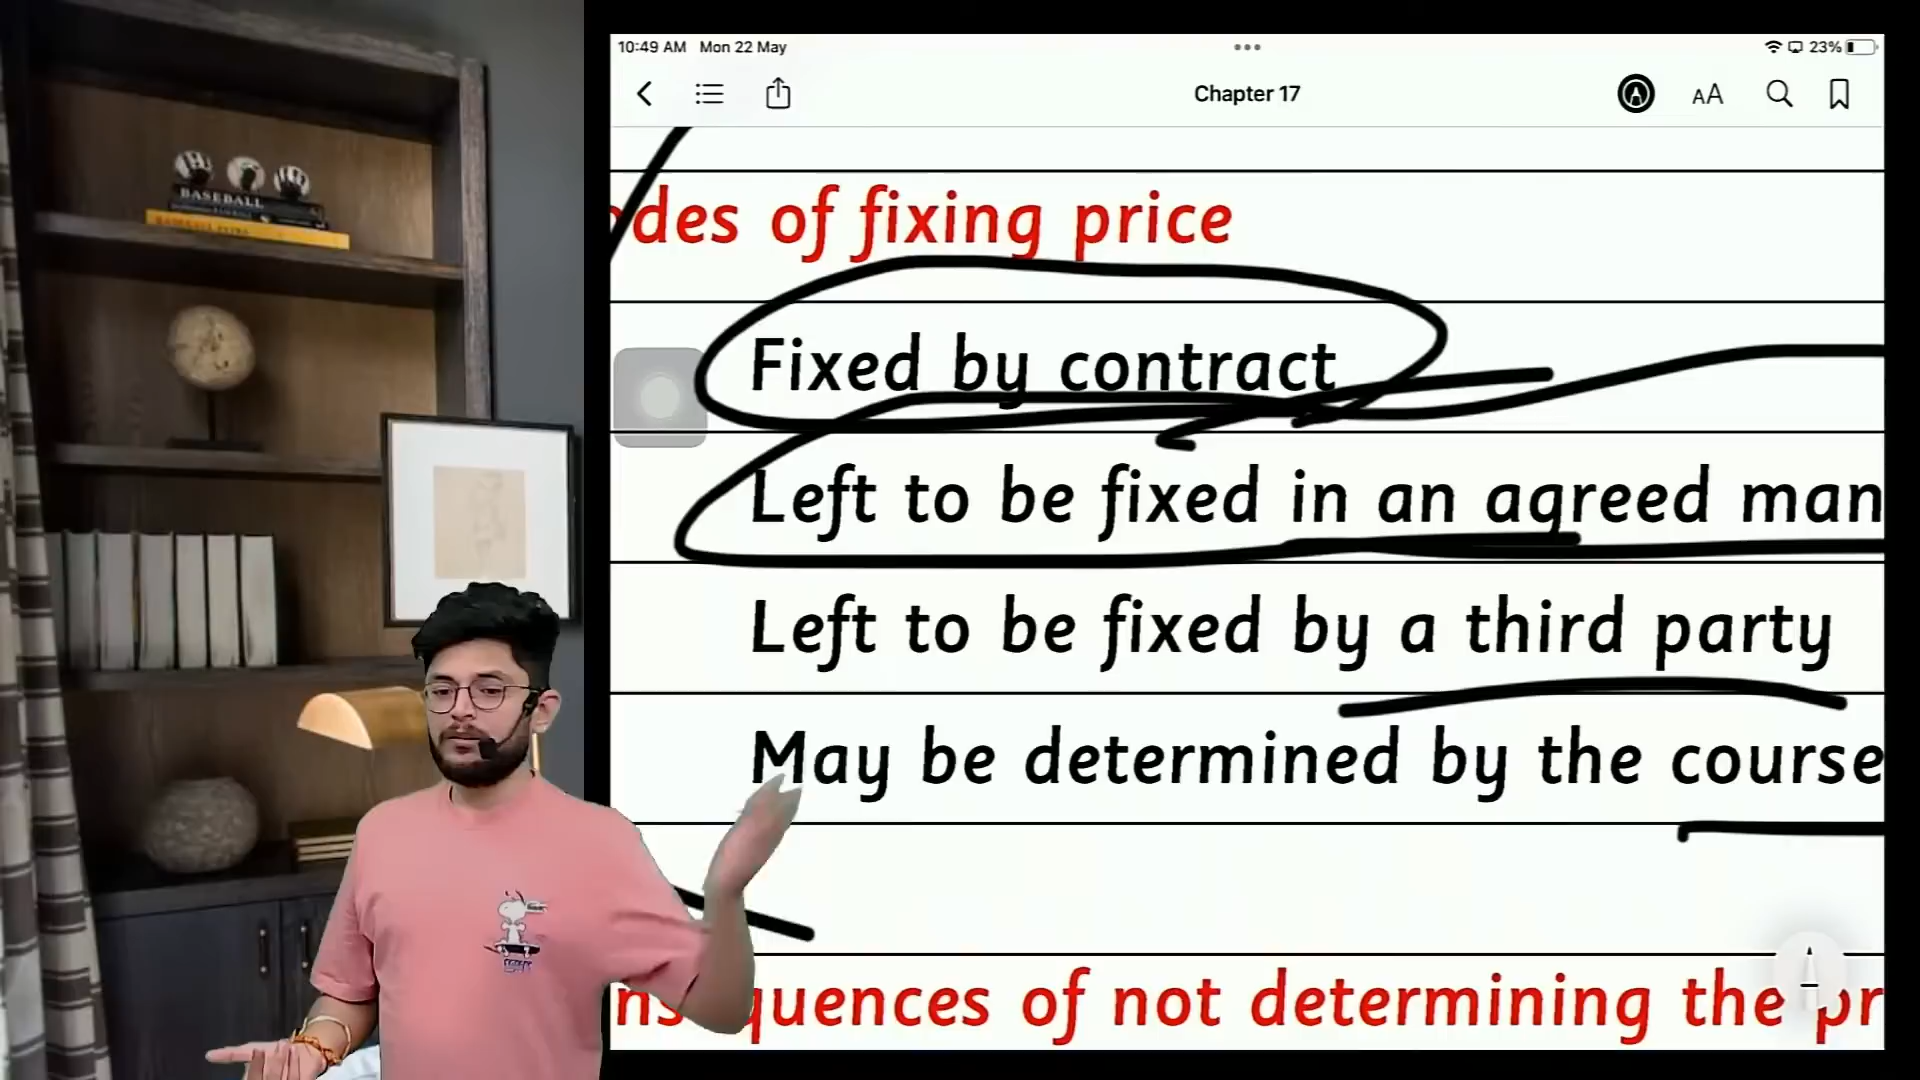 BASEBALL
10:49 AM Mon 22 May
23%
Chapter 17
AA
odes of fixing price
Fixed by contract
Left to be fixed in an agreed man
Left to be fixed by a third party
May be determined by the course
quences of not determining the pr